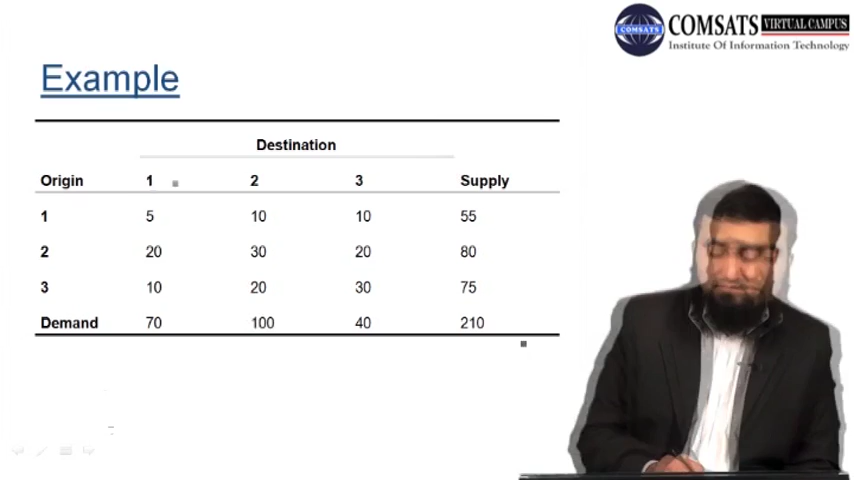 COMSATS VIRTUAL CAMPUS
COMSATS
Institute Of Information Technology
Example
Destination
Origin 1 2 3 Supply
1 5 10 10 55
2 20 30 20 80
3 10 20 30 75
Demand 70 100 40 210